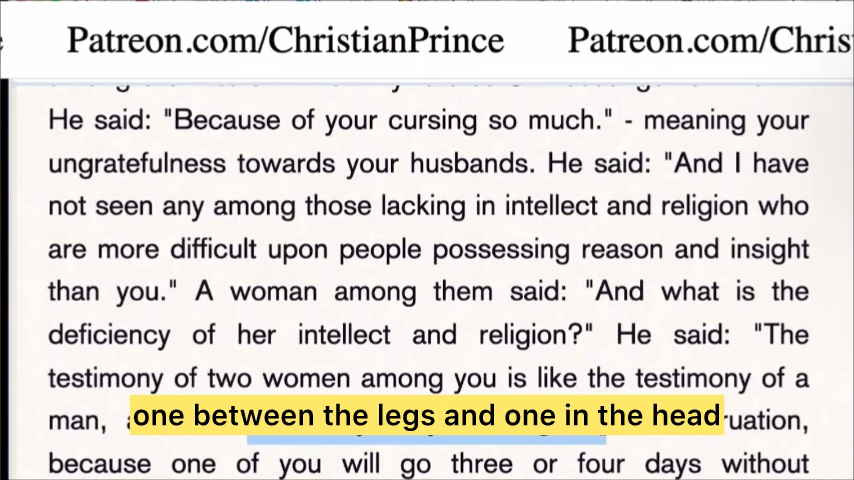 Patreon.com/ChristianPrince Patreon.com/Chris
He said: "Because of your cursing so much." - meaning your
ungratefulness towards your husbands. He said: "And I have
not seen any among those lacking in intellect and religion who
are more difficult upon people possessing reason and insight
than you." A woman among them said: "And what is the
deficiency of her intellect and religion?" He said: "The
testimony of two women among you is like the testimony of a
man,
one between the legs and one in the head
ruation,
because one of you will go three or four days without